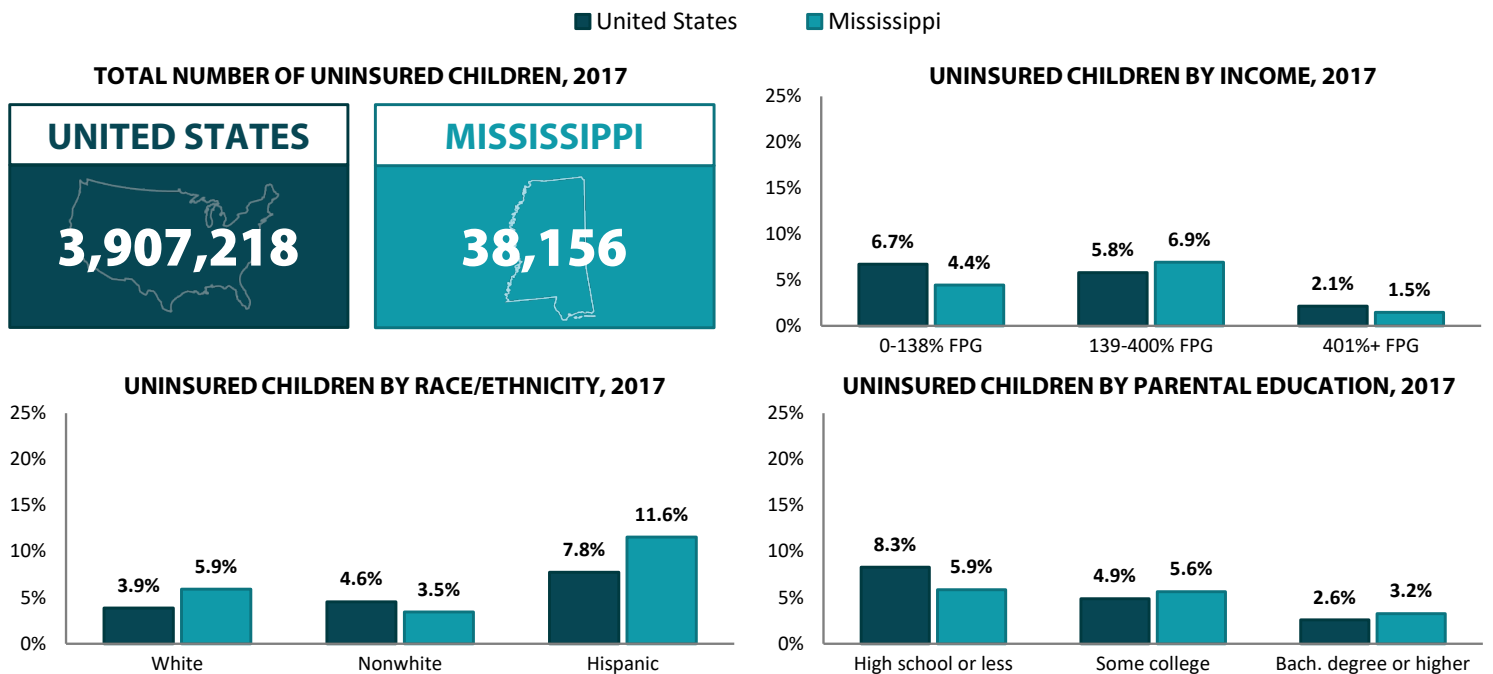 United States Mississippi
TOTAL NUMBER OF UNINSURED CHILDREN, 2017
UNITED STATES
3,907,218
MISSISSIPPI
38,156
UNINSURED CHILDREN BY INCOME, 2017
25%
20%
15%
10%
5%
0%
6.7% 4.4% 5.8% 6.9% 2.1% 1.5%
0-138% FPG 139-400% FPG 401%+ FPG
UNINSURED CHILDREN BY RACE/ETHNICITY, 2017
25%
20%
15%
10%
5%
0%
3.9% 5.9% 4.6% 3.5% 7.8% 11.6%
White Nonwhite Hispanic
UNINSURED CHILDREN BY PARENTAL EDUCATION, 2017
25%
20%
15%
10%
5%
0%
8.3% 5.9% 4.9% 5.6% 2.6% 3.2%
High school or less Some college Bach. degree or higher